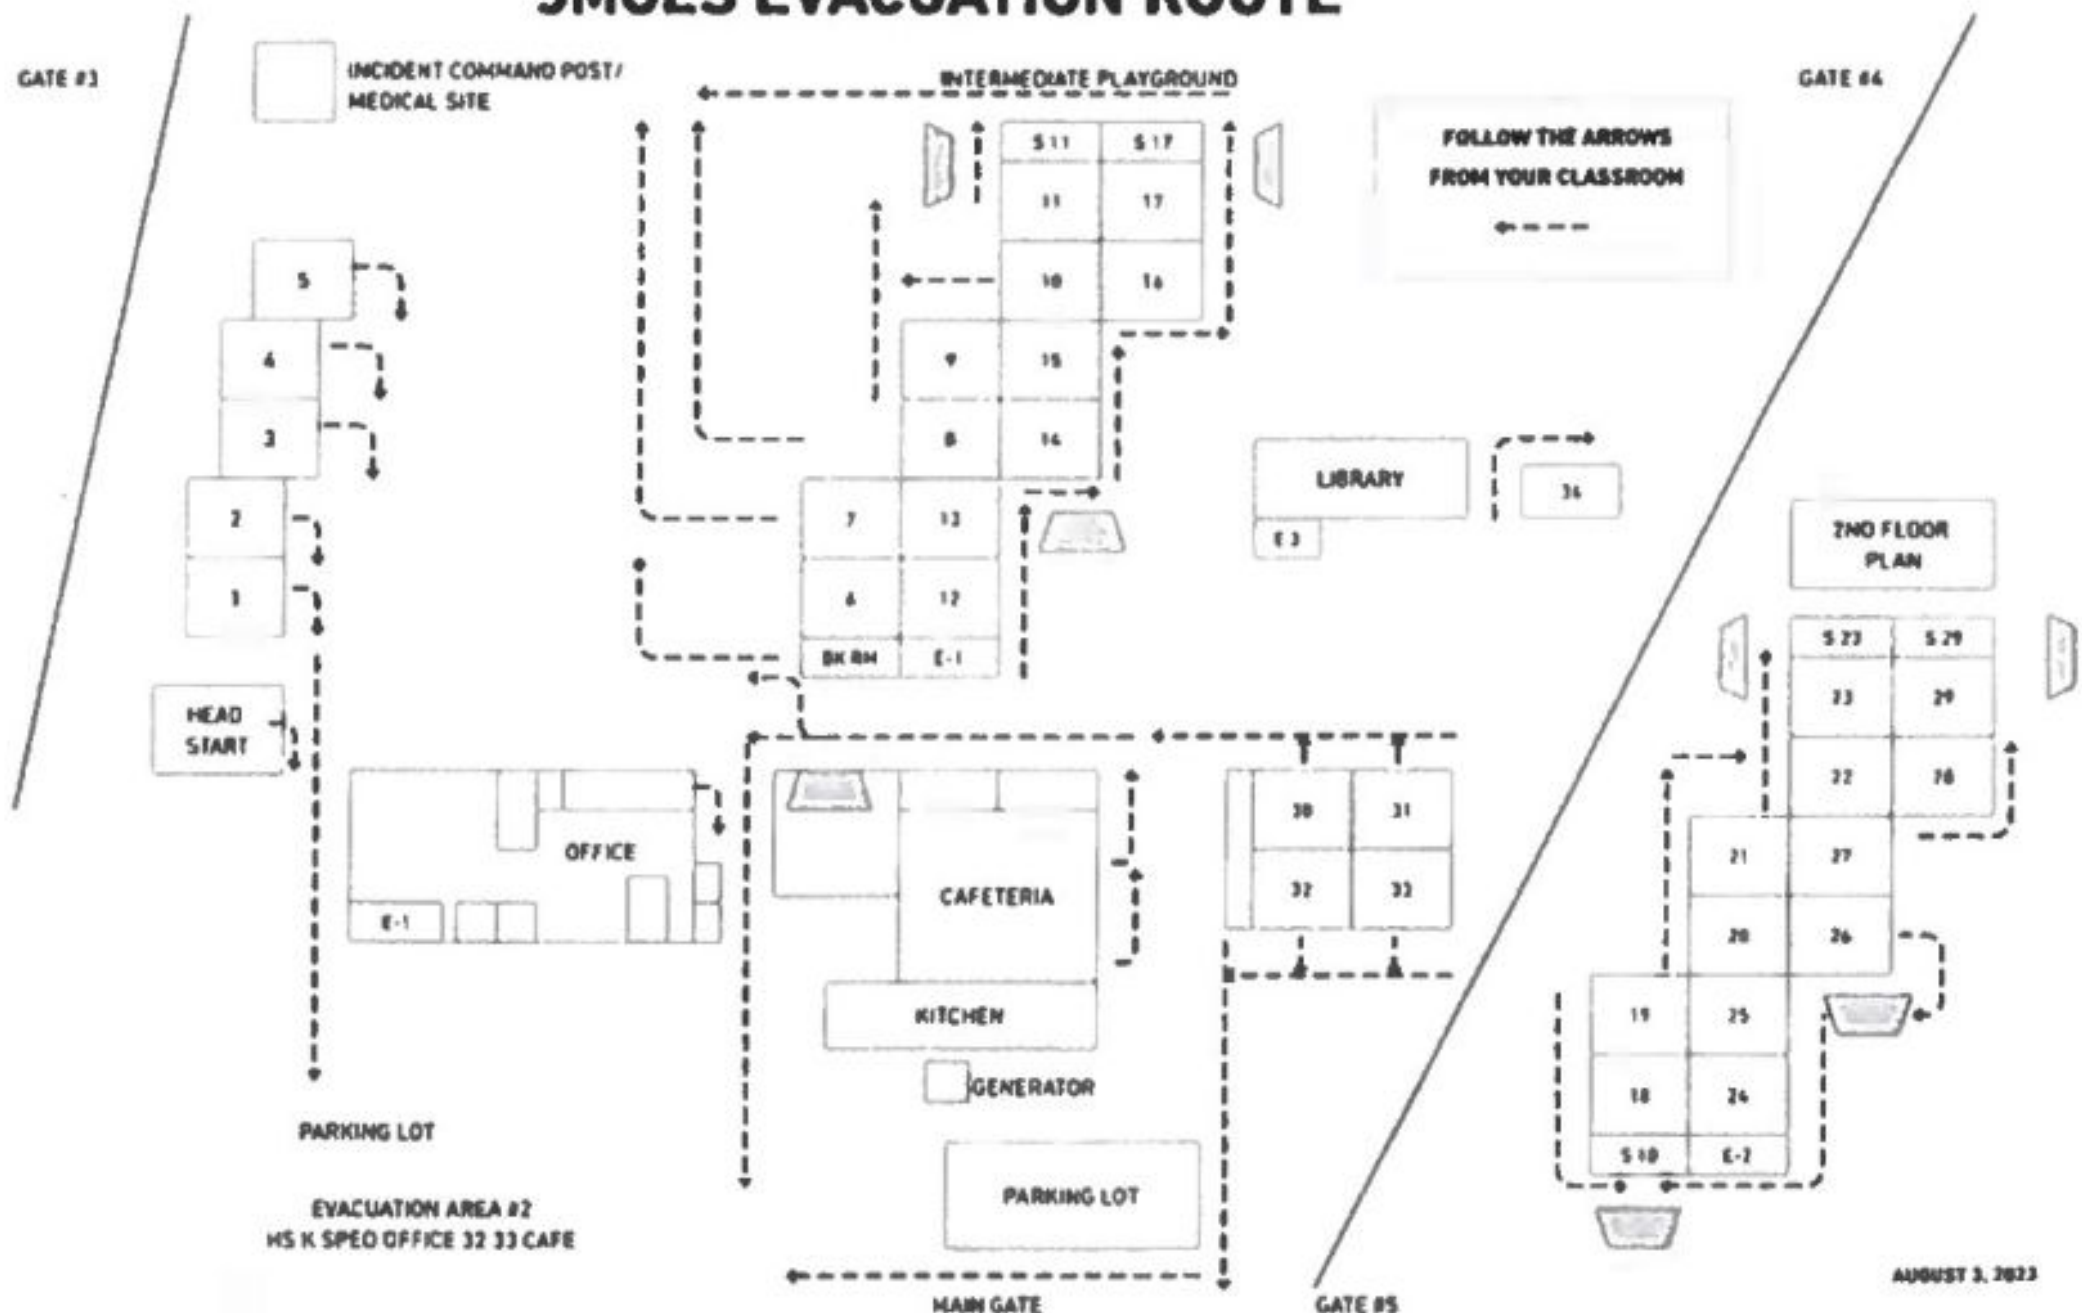 JMCES EVACUATION ROUTE
GATE #3
INCIDENT COMMAND POST/
MEDICAL SITE
INTERMEDIATE PLAYGROUND
GATE #4
FOLLOW THE ARROWS
FROM YOUR CLASSROOM
S 11 S 17
11 17
10 16
9 15
8 14
7 13
6 12
BK RM E-1
5
4
3
2
1
HEAD
START
LIBRARY
E 3
34
2ND FLOOR
PLAN
S 23 S 29
23 29
22 28
21 27
20 26
19 25
18 24
S 18 E-2
OFFICE
E-1
CAFETERIA
KITCHEN
GENERATOR
30 31
32 33
PARKING LOT
PARKING LOT
EVACUATION AREA #2
HS K SPED OFFICE 32 33 CAFE
MAIN GATE
GATE #5
AUGUST 3, 2023